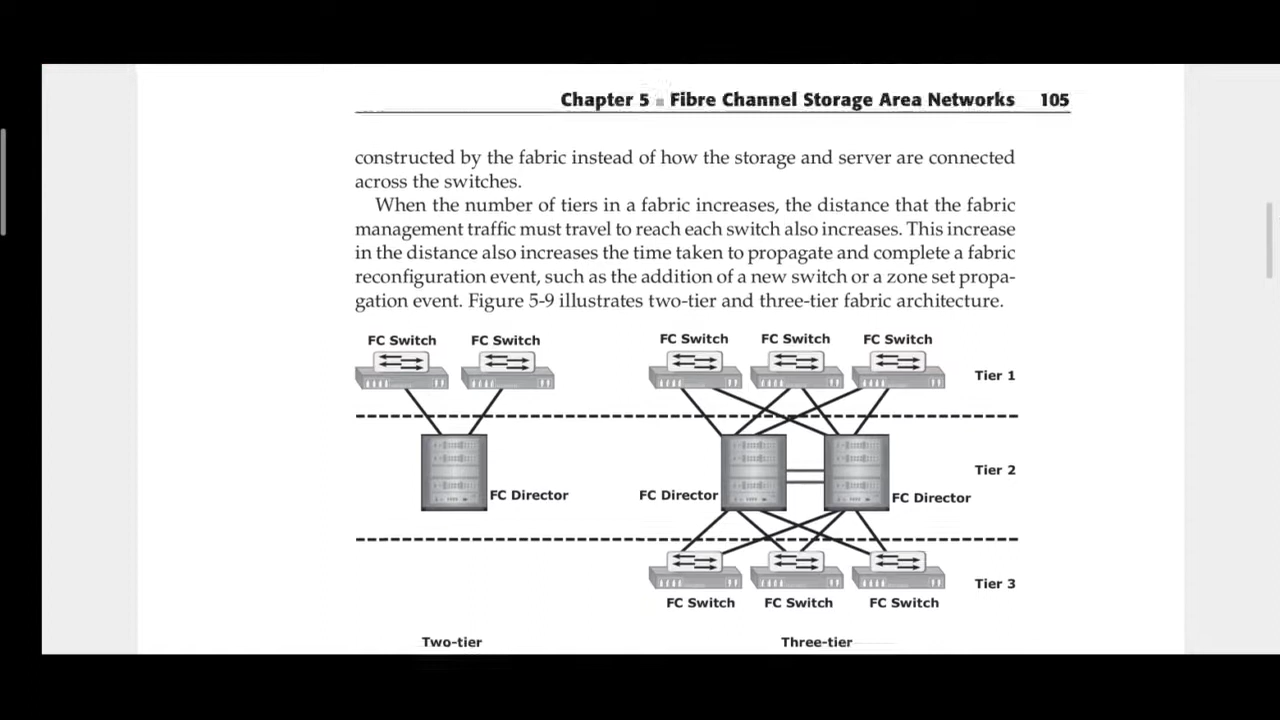 Chapter 5 ■ Fibre Channel Storage Area Networks 105
constructed by the fabric instead of how the storage and server are connected
across the switches.
When the number of tiers in a fabric increases, the distance that the fabric
management traffic must travel to reach each switch also increases. This increase
in the distance also increases the time taken to propagate and complete a fabric
reconfiguration event, such as the addition of a new switch or a zone set propa-
gation event. Figure 5-9 illustrates two-tier and three-tier fabric architecture.
FC Switch FC Switch FC Switch FC Switch FC Switch
Tier 1
Tier 2
FC Director FC Director FC Director
Tier 3
FC Switch FC Switch FC Switch
Two-tier Three-tier